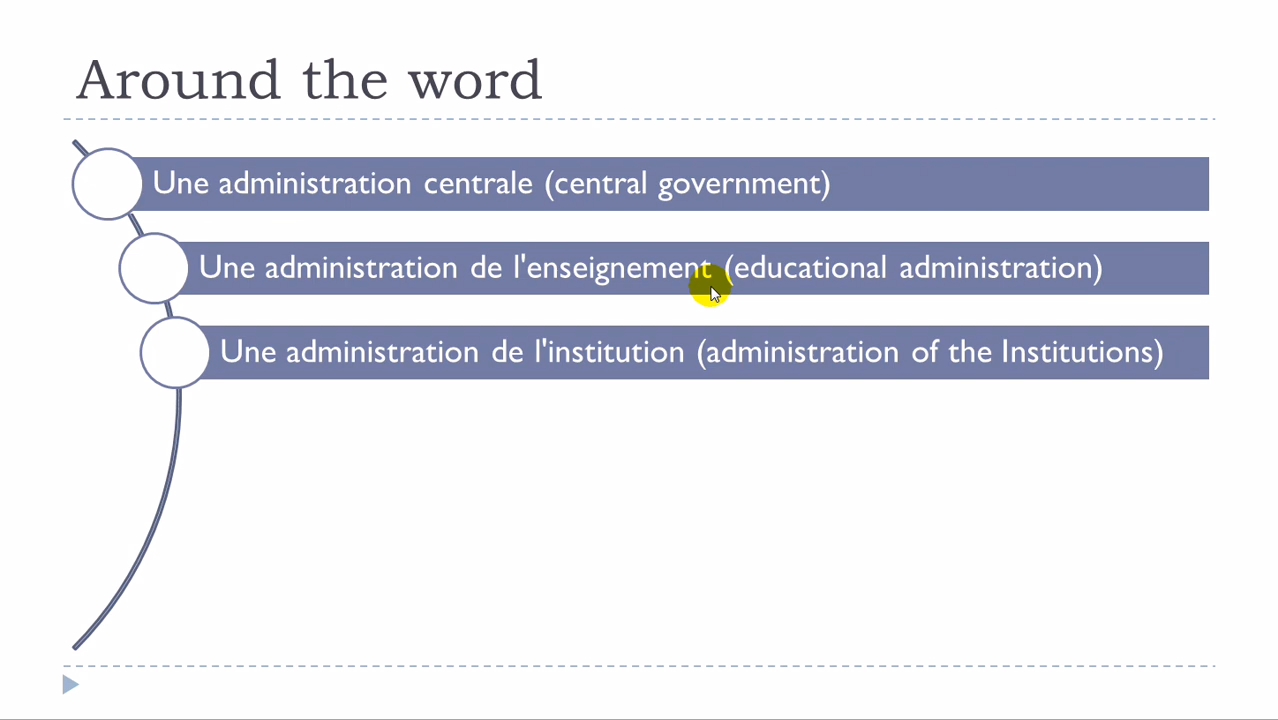 Around the word
Une administration centrale (central government)
Une administration de l'enseignement (educational administration)
Une administration de l'institution (administration of the Institutions)